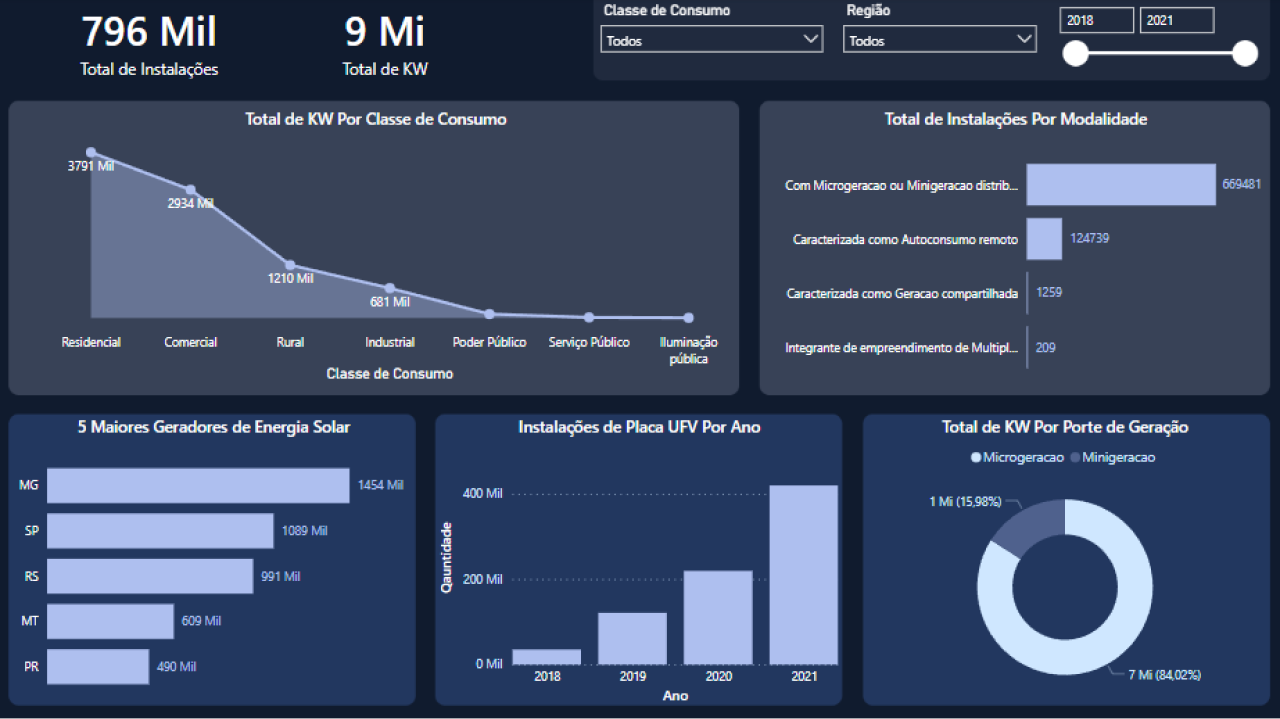 796 Mil
Total de Instalações
9 Mi
Total de KW
Classe de Consumo
Todos
Região
Todos
2018
2021
Total de KW Por Classe de Consumo
3791 Mil
2934 Mil
1210 Mil
681 Mil
Residencial
Comercial
Rural
Industrial
Poder Público
Serviço Público
Iluminação
pública
Classe de Consumo
Total de Instalações Por Modalidade
Com Microgeracao ou Minigeracao distrib... 669481
Caracterizada como Autoconsumo remoto 124739
Caracterizada como Geracao compartilhada 1259
Integrante de empreendimento de Multipl... 209
5 Maiores Geradores de Energia Solar
MG 1454 Mil
SP 1089 Mil
RS 991 Mil
MT 609 Mil
PR 490 Mil
Instalações de Placa UFV Por Ano
Qauntidade
400 Mil
200 Mil
0 Mil
2018
2019
2020
2021
Ano
Total de KW Por Porte de Geração
Microgeracao
Minigeracao
1 Mi (15,98%)
7 Mi (84,02%)